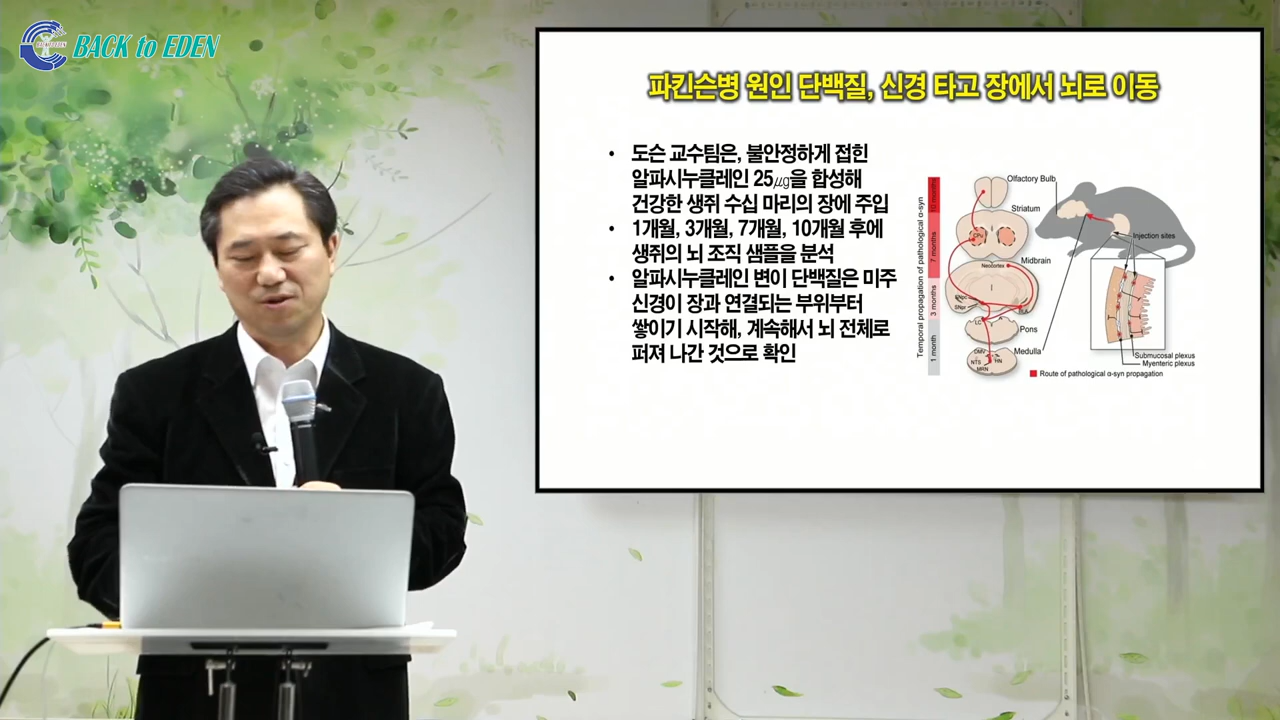 BACK to EDEN
파킨슨병 원인 단백질, 신경 타고 장에서 뇌로 이동
• 도슨 교수팀은, 불안정하게 접힌
알파시누클레인 25㎍을 합성해
건강한 생쥐 수십 마리의 장에 주입
• 1개월, 3개월, 7개월, 10개월 후에
생쥐의 뇌 조직 샘플을 분석
• 알파시누클레인 변이 단백질은 미주
신경이 장과 연결되는 부위부터
쌓이기 시작해, 계속해서 뇌 전체로
퍼져 나간 것으로 확인
Temporal propagation of pathological α-syn
10 months
7 months
3 months
1 month
Olfactory Bulb
Striatum
CPu
Midbrain
Neocortex
SNpc
SNpr
LC
Pons
Medulla
DMV
NTS
HN
MRN
Injection sites
Submucosal plexus
Myenteric plexus
Route of pathological α-syn propagation